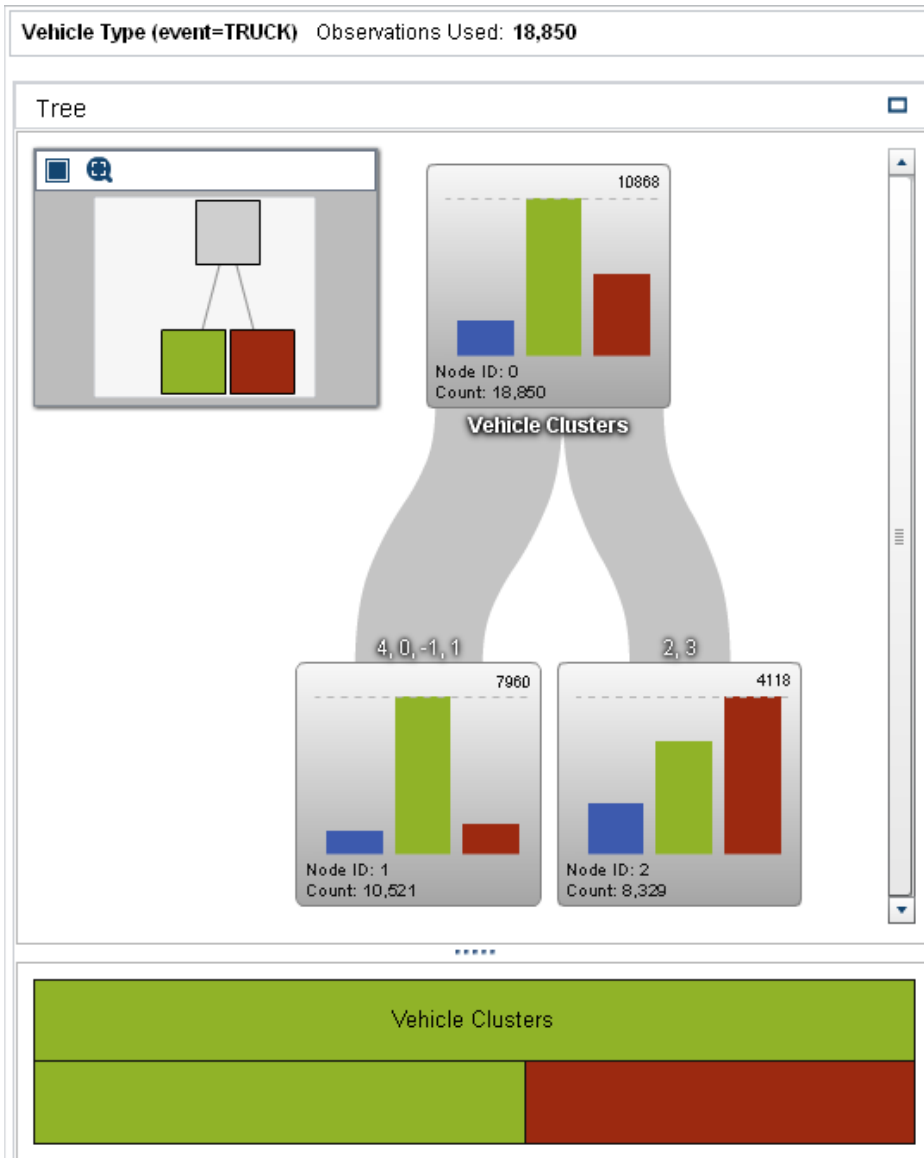 Vehicle Type (event=TRUCK) Observations Used: 18,850
Tree
10868
Node ID: 0
Count: 18,850
Vehicle Clusters
4, 0, -1, 1
2, 3
7960
Node ID: 1
Count: 10,521
4118
Node ID: 2
Count: 8,329
Vehicle Clusters